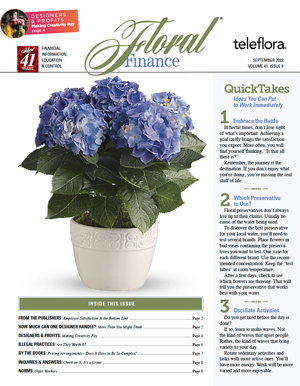 DESIGNERS
& PROFITS
Making Creativity Pay
page 4
41
FINANCIAL
INFORMATION,
EDUCATION
& CONTROL
Floral
Finance
teleflora.
SEPTEMBER 2022
VOLUME 41, ISSUE 9
QuickTakes
Ideas You Can Put
to Work Immediately
1 Embrace the Battle
In hectic times, don't lose sight
of what's important. Achieving a
goal rarely brings the satisfaction
you expect. More often, you will
find yourself thinking, "Is that all
there is?"
Remember, the journey is the
destination. If you don't enjoy what
you're doing, you're missing the real
stuff of life.
2 Which Preservative
to Use?
Floral preservatives don't always
live up to their claims. Usually be-
cause of the water being used.
To discover the best preservative
for your local water, you'll need to
test several brands. Place flowers in
bud vases containing the preserva-
tives you want to test. One vase for
each different brand. Use the recom-
mended concentration. Keep the "test
tubes" at room temperature.
After a few days, check to see
which flowers are thriving. That will
tell you the preservative that works
best with your water.
3 Oscillate Activities
Do you get tired before the day is
done?
If so, learn to make waves. Not
the kind of waves that upset people.
Rather, the kind of waves that bring
variety to your day.
Rotate sedentary activities and
tasks with more active ones. You'll
have more energy. Work will be more
varied and more enjoyable.
INSIDE THIS ISSUE
FROM THE PUBLISHERS: Employee Satisfaction & the Bottom Line Page 2
HOW MUCH CAN ONE DESIGNER HANDLE? More Than You Might Think Page 3
DESIGNERS & PROFITS: Making Creativity Pay Page 4
ILLEGAL PRACTICES: Are They Worth It? Page 6
BY THE BOOKS: Pricing Arrangements – Does It Have to Be So Complex? Page 7
INQUIRIES & ANSWERS: Check on It: It's a Crime Page 8
NORMS: Older Workers Page 8